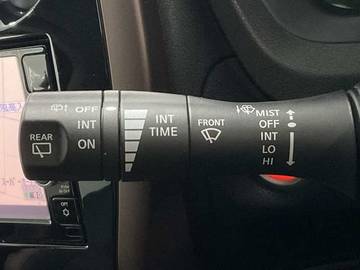 OFF
INT
ON
REAR
INT
TIME
FRONT
MIST
OFF
INT
LO
HI